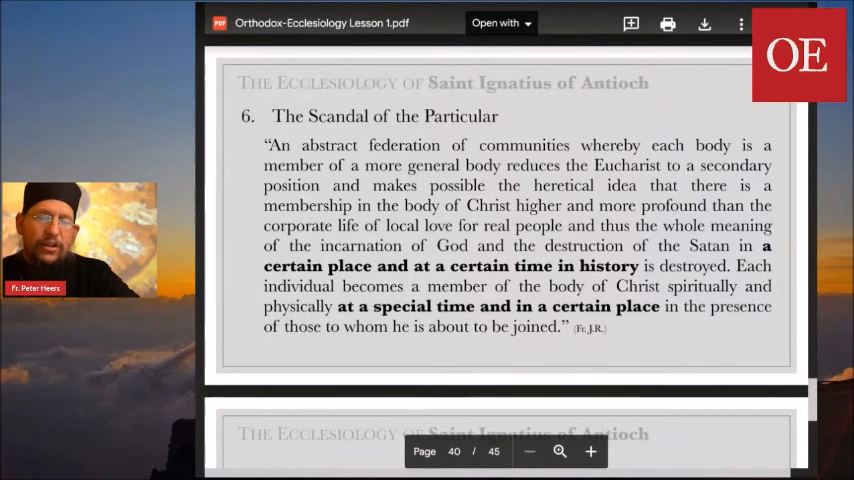 PDF Orthodox-Ecclesiology Lesson 1.pdf Open with
OE
THE ECCLESIOLOGY OF Saint Ignatius of Antioch
6. The Scandal of the Particular
“An abstract federation of communities whereby each body is a
member of a more general body reduces the Eucharist to a secondary
position and makes possible the heretical idea that there is a
membership in the body of Christ higher and more profound than the
corporate life of local love for real people and thus the whole meaning
of the incarnation of God and the destruction of the Satan in a
certain place and at a certain time in history is destroyed. Each
individual becomes a member of the body of Christ spiritually and
physically at a special time and in a certain place in the presence
of those to whom he is about to be joined.” (Fr. J.R.)
Fr. Peter Heers
THE ECCLESIOLOGY OF Saint Ignatius of Antioch
Page 40 / 45